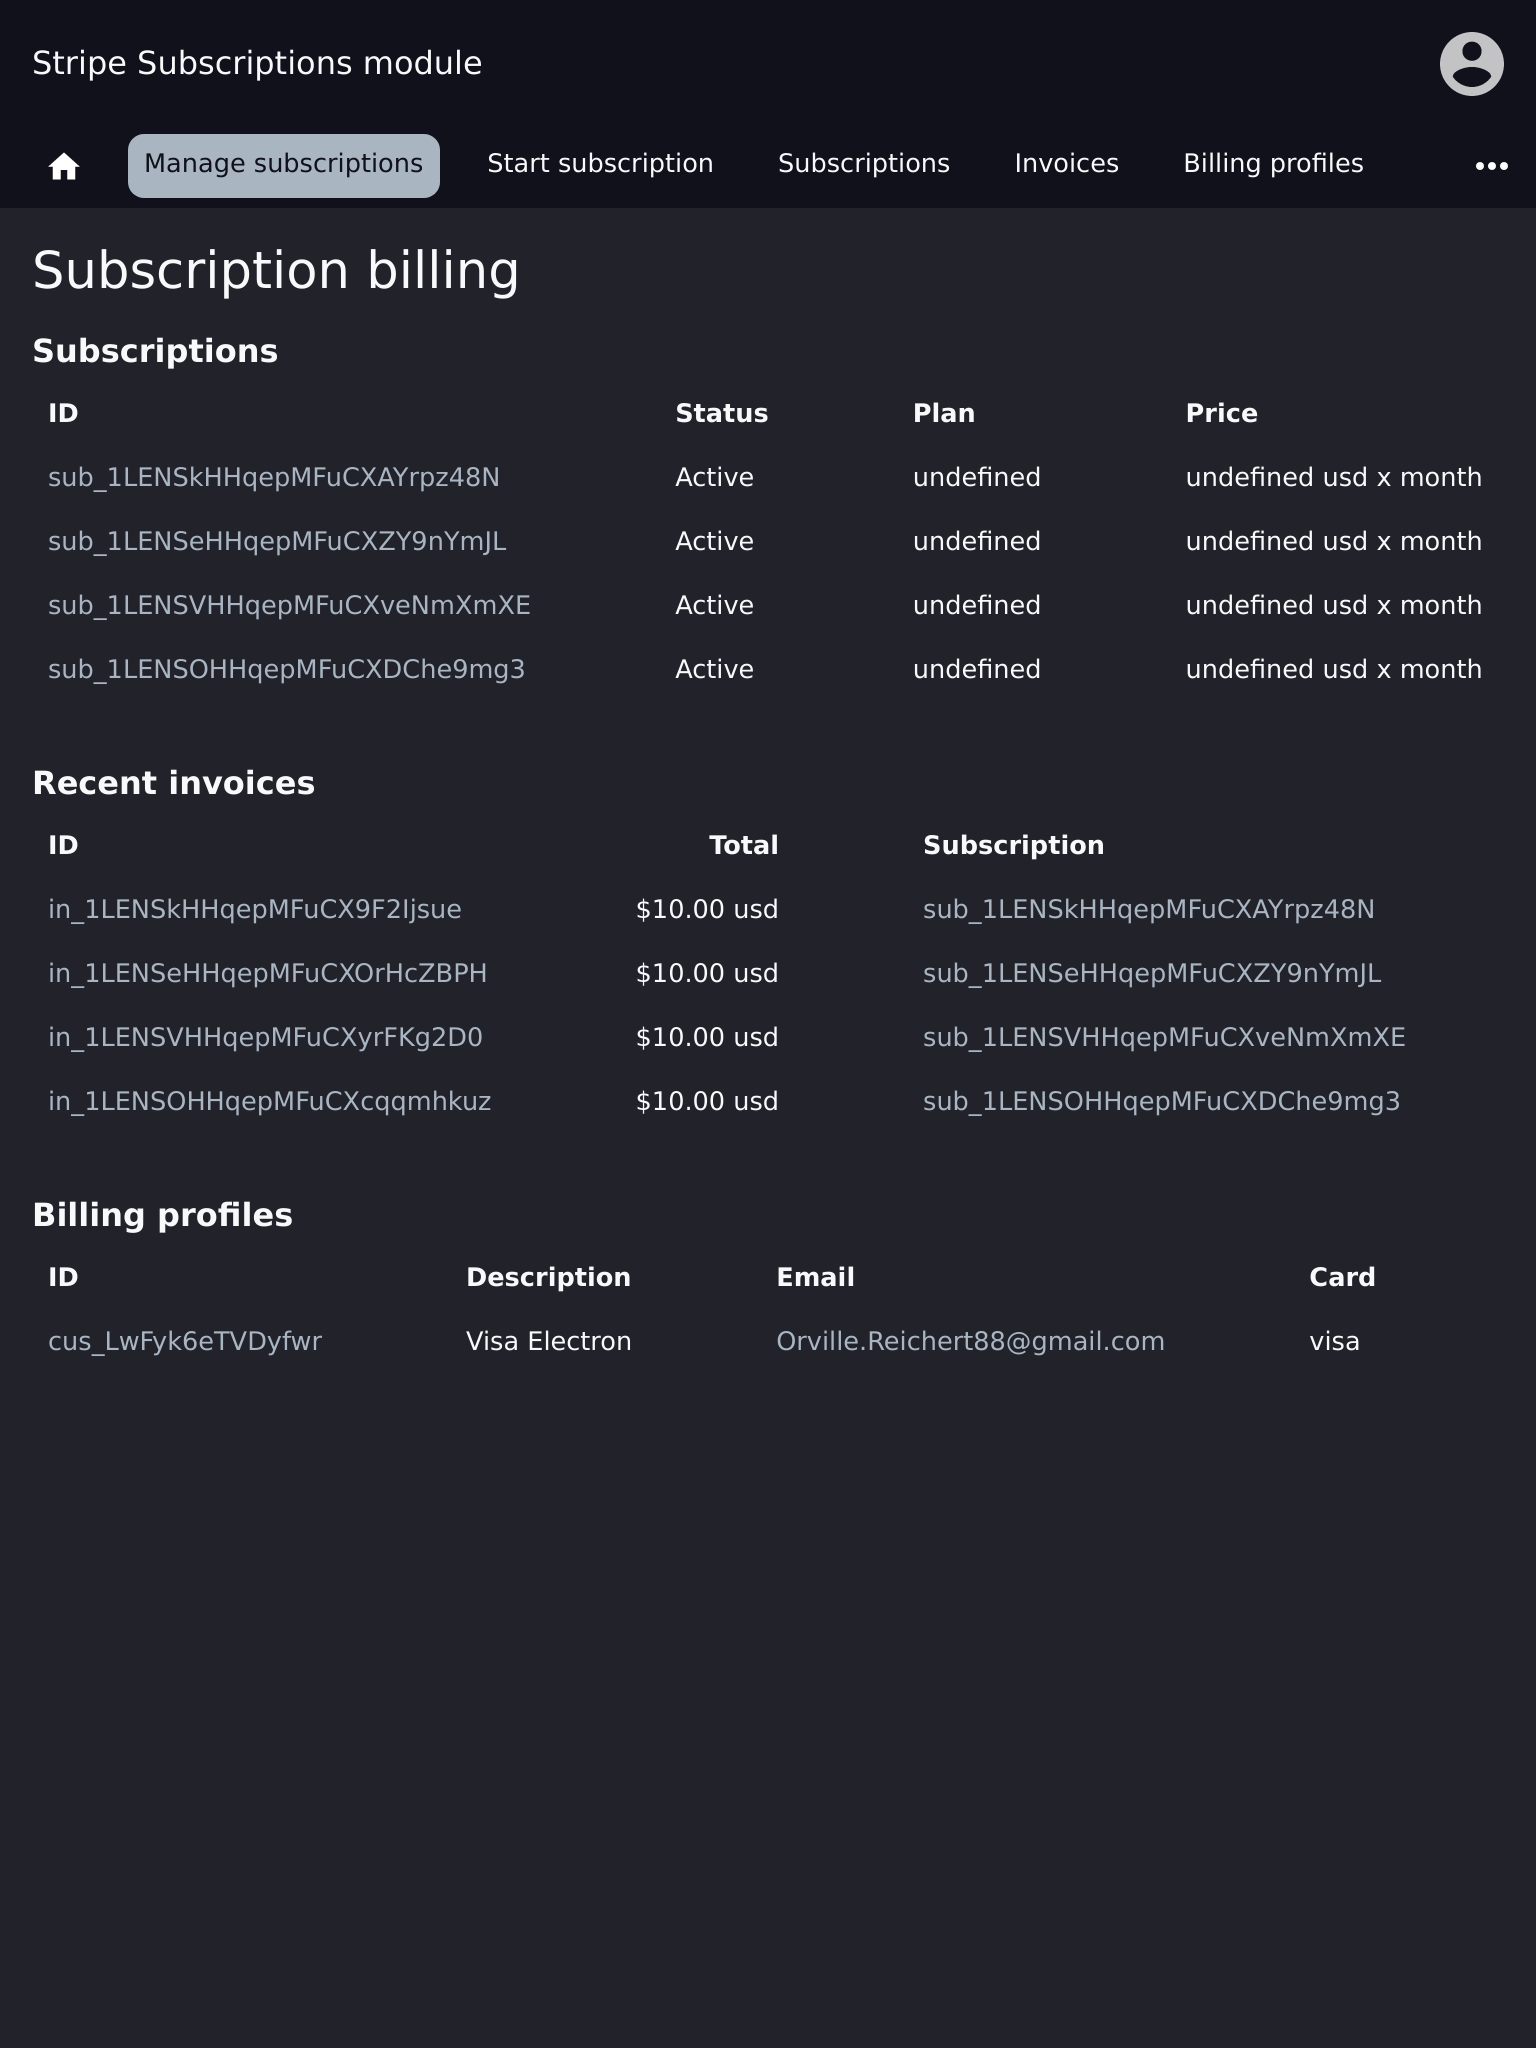 Stripe Subscriptions module
Manage subscriptions Start subscription Subscriptions Invoices Billing profiles
Subscription billing
Subscriptions
ID Status Plan Price
sub_1LENSkHHqepMFuCXAYrpz48N Active undefined undefined usd x month
sub_1LENSeHHqepMFuCXZY9nYmJL Active undefined undefined usd x month
sub_1LENSVHHqepMFuCXveNmXmXE Active undefined undefined usd x month
sub_1LENSOHHqepMFuCXDChe9mg3 Active undefined undefined usd x month
Recent invoices
ID Total Subscription
in_1LENSkHHqepMFuCX9F2Ijsue $10.00 usd sub_1LENSkHHqepMFuCXAYrpz48N
in_1LENSeHHqepMFuCXOrHcZBPH $10.00 usd sub_1LENSeHHqepMFuCXZY9nYmJL
in_1LENSVHHqepMFuCXyrFKg2D0 $10.00 usd sub_1LENSVHHqepMFuCXveNmXmXE
in_1LENSOHHqepMFuCXcqqmhkuz $10.00 usd sub_1LENSOHHqepMFuCXDChe9mg3
Billing profiles
ID Description Email Card
cus_LwFyk6eTVDyfwr Visa Electron Orville.Reichert88@gmail.com visa